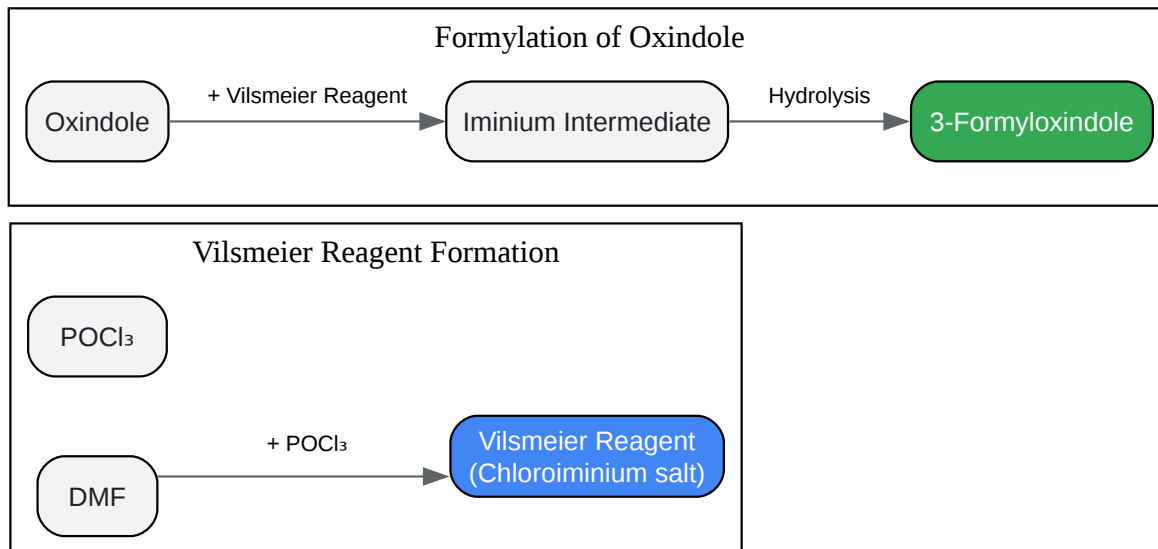 Formylation of Oxindole
+ Vilsmeier Reagent
Hydrolysis
Oxindole
Iminium Intermediate
3-Formyloxindole
Vilsmeier Reagent Formation
POCl₃
+ POCl₃
Vilsmeier Reagent
(Chloroiminium salt)
DMF